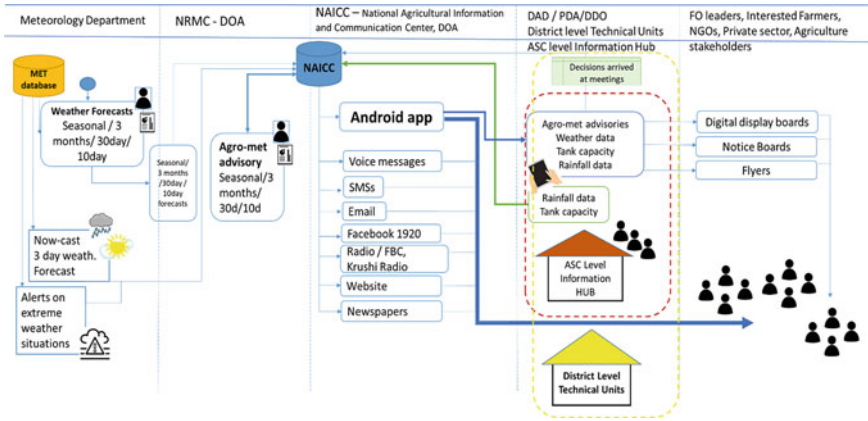 Meteorology Department
NRMC - DOA
NAICC – National Agricultural Information
and Communication Center, DOA
DAD / PDA/DDO
District level Technical Units
ASC level Information Hub
FO leaders, Interested Farmers,
NGOs, Private sector, Agriculture
stakeholders
MET
database
Weather Forecasts
Seasonal / 3
months/ 30day/
10day
Now-cast
3 day weath.
Forecast
Alerts on
extreme
weather
situations
Seasonal/
3 months
/30day /
10day
forecasts
Agro-met
advisory
Seasonal/3
months/
30d/10d
NAICC
Android app
Voice messages
SMSs
Email
Facebook 1920
Radio / FBC,
Krushi Radio
Website
Newspapers
Decisions arrived
at meetings
Agro-met advisories
Weather data
Tank capacity
Rainfall data
Rainfall data
Tank capacity
ASC Level
Information
HUB
District Level
Technical Units
Digital display boards
Notice Boards
Flyers